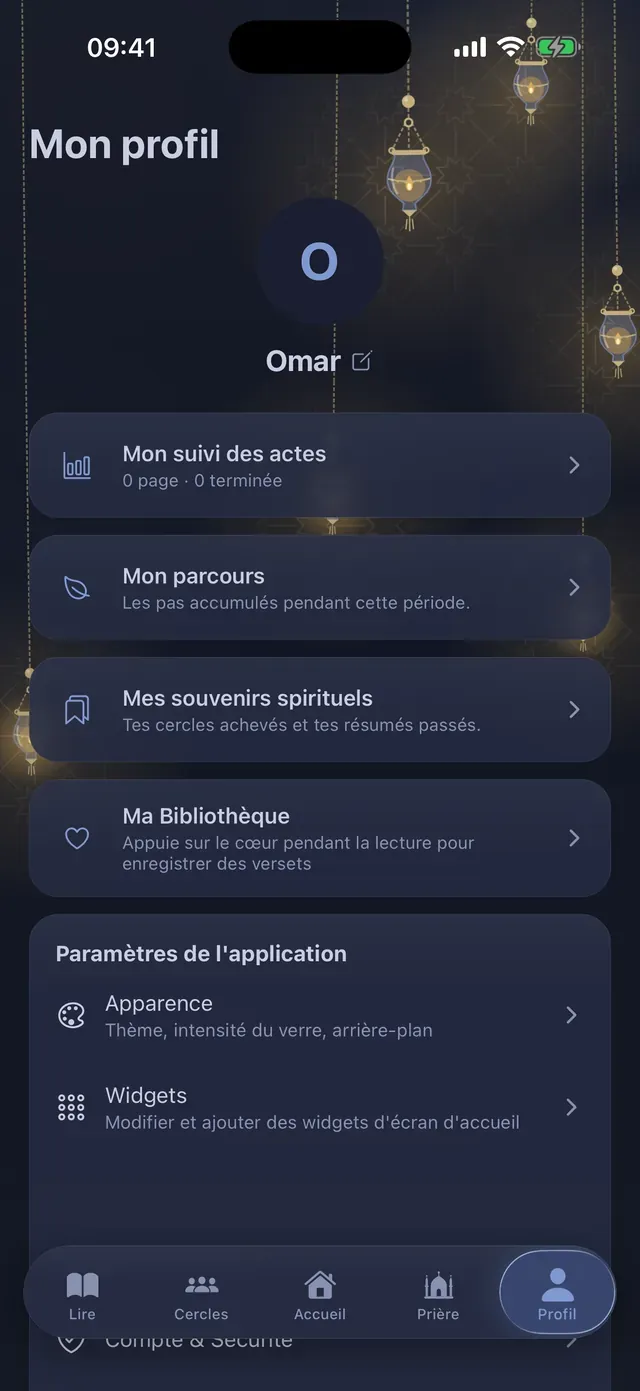 09:41
Mon profil
O
Omar
Mon suivi des actes
0 page · 0 terminée
Mon parcours
Les pas accumulés pendant cette période.
Mes souvenirs spirituels
Tes cercles achevés et tes résumés passés.
Ma Bibliothèque
Appuie sur le cœur pendant la lecture pour
enregistrer des versets
Paramètres de l'application
Apparence
Thème, intensité du verre, arrière-plan
Widgets
Modifier et ajouter des widgets d'écran d'accueil
Lire
Cercles
Accueil
Prière
Profil
Compte & Sécurité